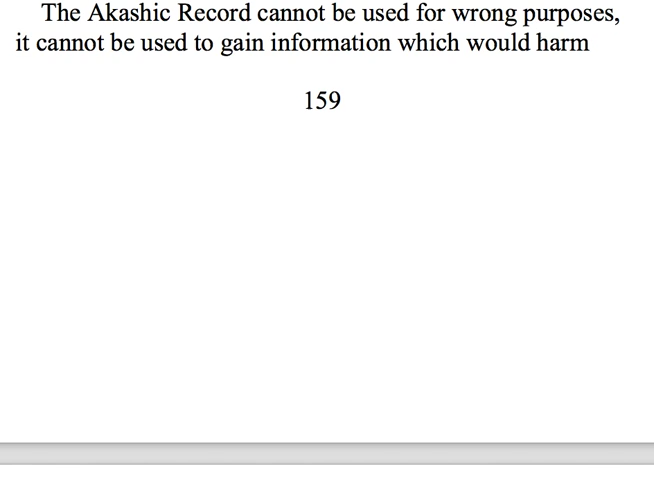 The Akashic Record cannot be used for wrong purposes,
it cannot be used to gain information which would harm
159